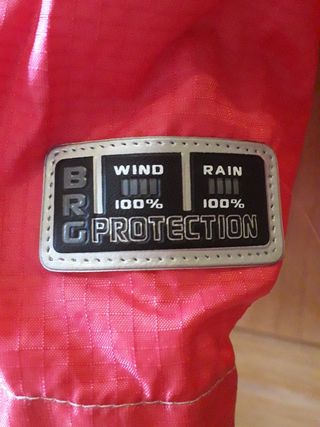 BRG
WIND RAIN
100% 100%
PROTECTION